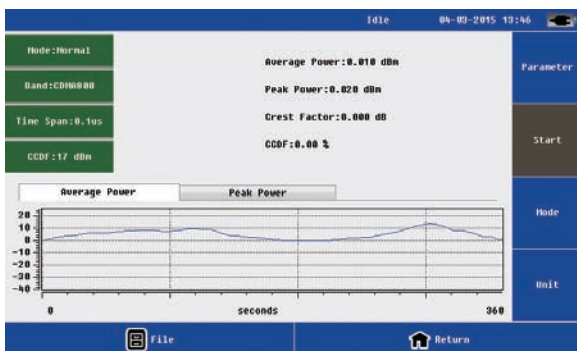 Idle 04-03-2015 13:46
Mode:Normal
Band:CDMA800
Time Span:0.1us
CCDF:17 dBm
Average Power:0.010 dBm
Peak Power:0.020 dBm
Crest Factor:0.000 dB
CCDF:0.00 %
Parameter
Start
Mode
Unit
Average Power
Peak Power
20
10
0
-10
-20
-30
-40
0 seconds 360
File
Return